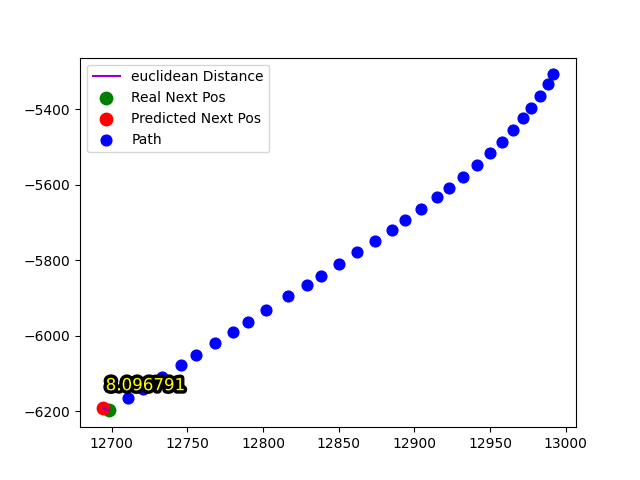 euclidean Distance
Real Next Pos
Predicted Next Pos
Path
−5400
−5600
−5800
−6000
−6200
8.096791
12700 12750 12800 12850 12900 12950 13000